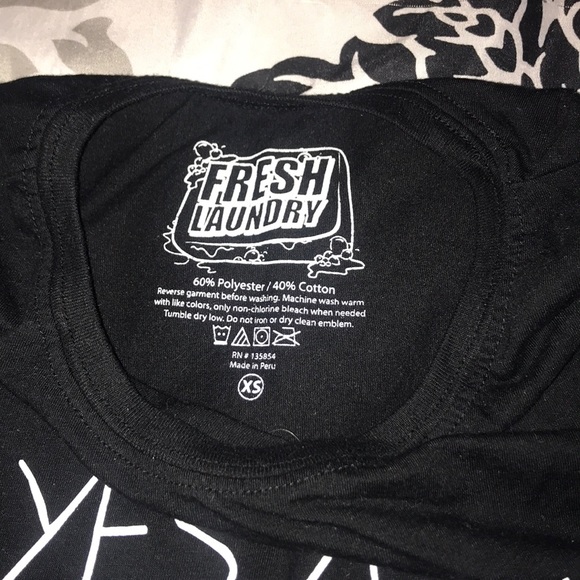 FRESH
LAUNDRY
60% Polyester / 40% Cotton
Reverse garment before washing. Machine wash warm
with like colors, only non-chlorine bleach when needed
Tumble dry low. Do not iron or dry clean emblem.
RN # 135854
Made in Peru
XS
YES